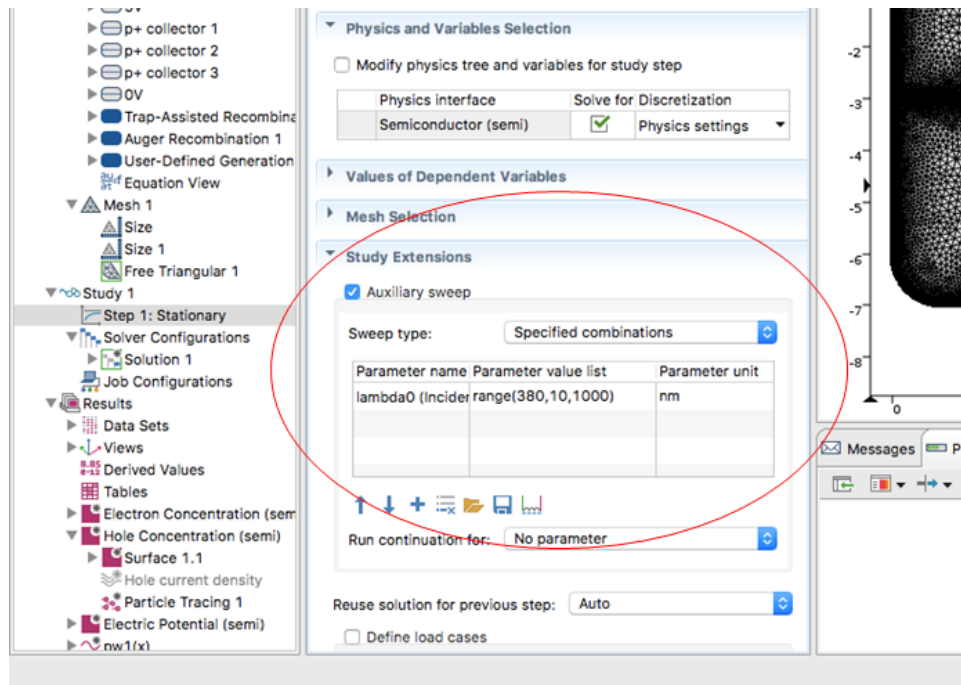 p+ collector 1
p+ collector 2
p+ collector 3
0V
Trap-Assisted Recombina
Auger Recombination 1
User-Defined Generation
Equation View
Mesh 1
Size
Size 1
Free Triangular 1
Study 1
Step 1: Stationary
Solver Configurations
Solution 1
Job Configurations
Results
Data Sets
Views
8.85
e-12
Derived Values
Tables
Electron Concentration (sem
Hole Concentration (semi)
Surface 1.1
Hole current density
Particle Tracing 1
Electric Potential (semi)
pw1(x)
Physics and Variables Selection
Modify physics tree and variables for study step
Physics interface Solve for Discretization
Semiconductor (semi) Physics settings
Values of Dependent Variables
Mesh Selection
Study Extensions
Auxiliary sweep
Sweep type: Specified combinations
Parameter name Parameter value list Parameter unit
lambda0 (Inciden range(380,10,1000) nm
Run continuation for: No parameter
Reuse solution for previous step: Auto
Define load cases
-2
-3
-4
-5
-6
-7
-8
0
Messages P